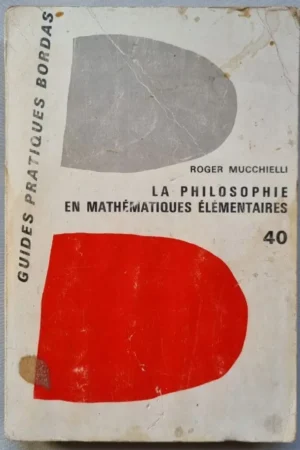 GUIDES PRATIQUES BORDAS
ROGER MUCCHIELLI
LA PHILOSOPHIE
EN MATHÉMATIQUES ÉLÉMENTAIRES
40